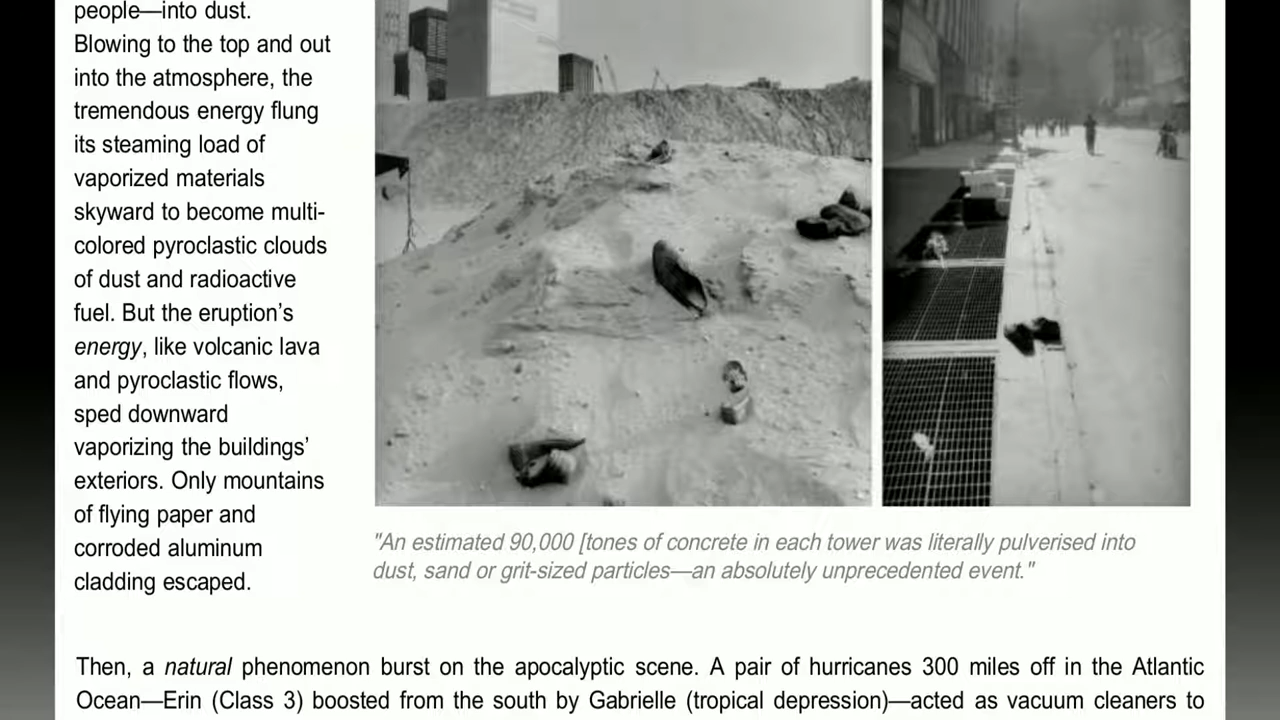 people—into dust.
Blowing to the top and out
into the atmosphere, the
tremendous energy flung
its steaming load of
vaporized materials
skyward to become multi-
colored pyroclastic clouds
of dust and radioactive
fuel. But the eruption’s
energy, like volcanic lava
and pyroclastic flows,
sped downward
vaporizing the buildings’
exteriors. Only mountains
of flying paper and
corroded aluminum
cladding escaped.
"An estimated 90,000 [tones of concrete in each tower was literally pulverised into
dust, sand or grit-sized particles—an absolutely unprecedented event."
Then, a natural phenomenon burst on the apocalyptic scene. A pair of hurricanes 300 miles off in the Atlantic
Ocean—Erin (Class 3) boosted from the south by Gabrielle (tropical depression)—acted as vacuum cleaners to